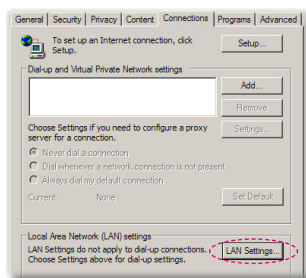 General Security Privacy Content Connections Programs Advanced
To set up an Internet connection, click Setup...
Setup.
Dial-up and Virtual Private Network settings
Add...
Remove
Choose Settings if you need to configure a proxy Settings...
server for a connection.
Never dial a connection
Dial whenever a network connection is not present
Always dial my default connection
Current None Set Default
Local Area Network (LAN) settings
LAN Settings do not apply to dial-up connections. LAN Settings...
Choose Settings above for dial-up settings.